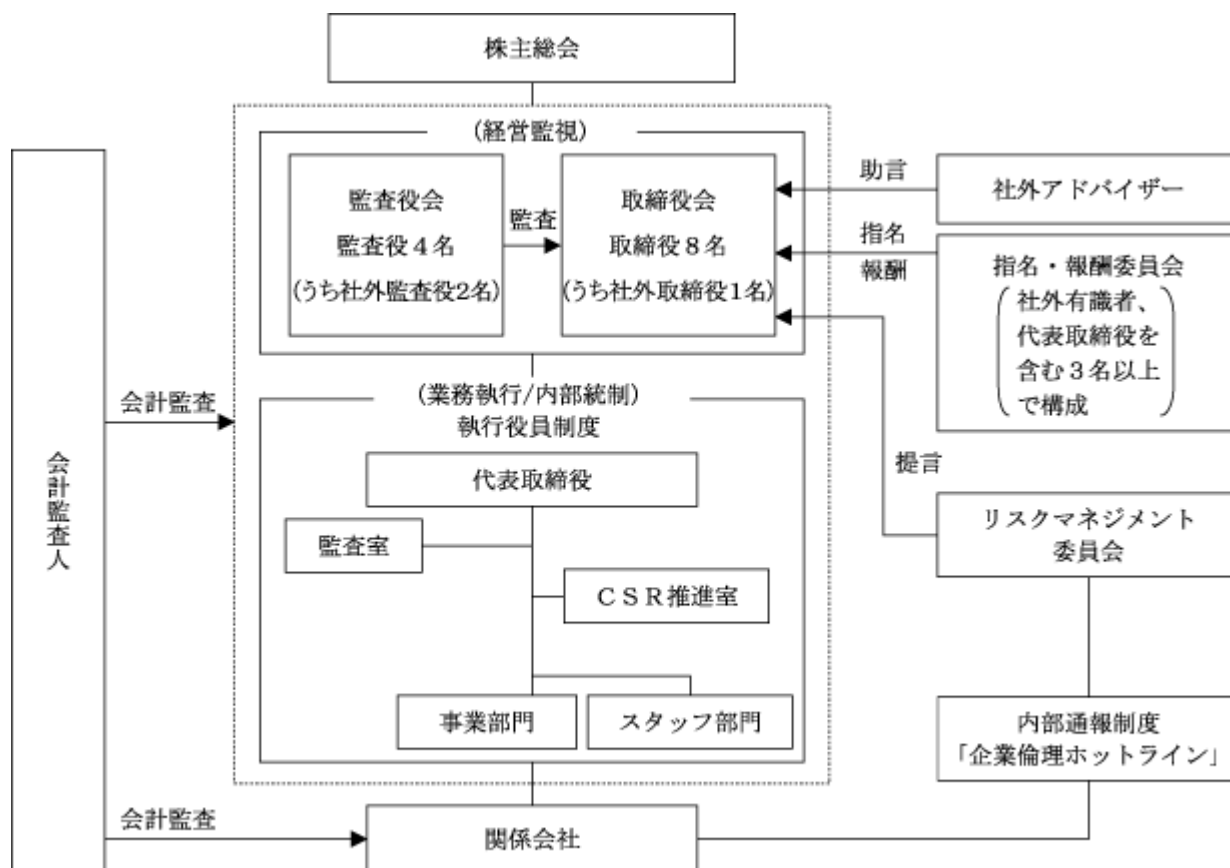 株主総会
(経営監視)
監査役会
監査役4名
(うち社外監査役2名)
監査
取締役会
取締役8名
(うち社外取締役1名)
助言
社外アドバイザー
指名
報酬
指名・報酬委員会
社外有識者、
代表取締役を
含む3名以上
で構成
提言
リスクマネジメント
委員会
会計監査
会計監査人
(業務執行/内部統制)
執行役員制度
代表取締役
監査室
CSR推進室
事業部門
スタッフ部門
内部通報制度
「企業倫理ホットライン」
会計監査
関係会社